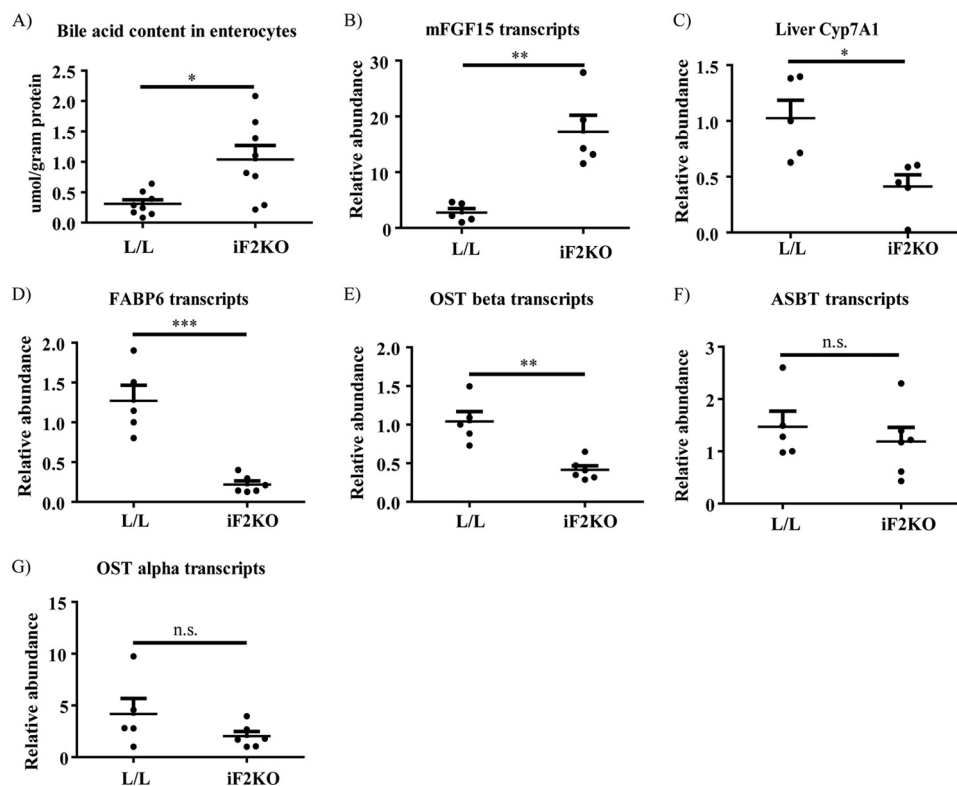 A)
Bile acid content in enterocytes
umol/gram protein
2.5
2.0
1.5
1.0
0.5
0.0
*
L/L
iF2KO
B)
mFGF15 transcripts
Relative abundance
30
20
10
0
**
L/L
iF2KO
C)
Liver Cyp7A1
Relative abundance
1.5
1.0
0.5
0.0
*
L/L
iF2KO
D)
FABP6 transcripts
Relative abundance
2.0
1.5
1.0
0.5
0.0
***
L/L
iF2KO
E)
OST beta transcripts
Relative abundance
2.0
1.5
1.0
0.5
0.0
**
L/L
iF2KO
F)
ASBT transcripts
Relative abundance
3
2
1
0
n.s.
L/L
iF2KO
G)
OST alpha transcripts
Relative abundance
15
10
5
0
n.s.
L/L
iF2KO